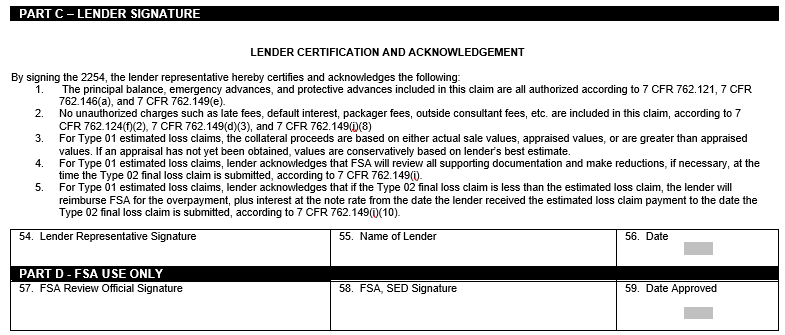 PART C – LENDER SIGNATURE
LENDER CERTIFICATION AND ACKNOWLEDGEMENT
By signing the 2254, the lender representative hereby certifies and acknowledges the following:
1. The principal balance, emergency advances, and protective advances included in this claim are all authorized according to 7 CFR 762.121, 7 CFR
762.146(a), and 7 CFR 762.149(e).
2. No unauthorized charges such as late fees, default interest, packager fees, outside consultant fees, etc. are included in this claim, according to 7
CFR 762.124(f)(2), 7 CFR 762.149(d)(3), and 7 CFR 762.149(i)(8)
3. For Type 01 estimated loss claims, the collateral proceeds are based on either actual sale values, appraised values, or are greater than appraised
values. If an appraisal has not yet been obtained, values are conservatively based on lender's best estimate.
4. For Type 01 estimated loss claims, lender acknowledges that FSA will review all supporting documentation and make reductions, if necessary, at the
time the Type 02 final loss claim is submitted, according to 7 CFR 762.149(i).
5. For Type 01 estimated loss claims, lender acknowledges that if the Type 02 final loss claim is less than the estimated loss claim, the lender will
reimburse FSA for the overpayment, plus interest at the note rate from the date the lender received the estimated loss claim payment to the date the
Type 02 final loss claim is submitted, according to 7 CFR 762.149(i)(10).
54. Lender Representative Signature
55. Name of Lender
56. Date
PART D - FSA USE ONLY
57. FSA Review Official Signature
58. FSA, SED Signature
59. Date Approved